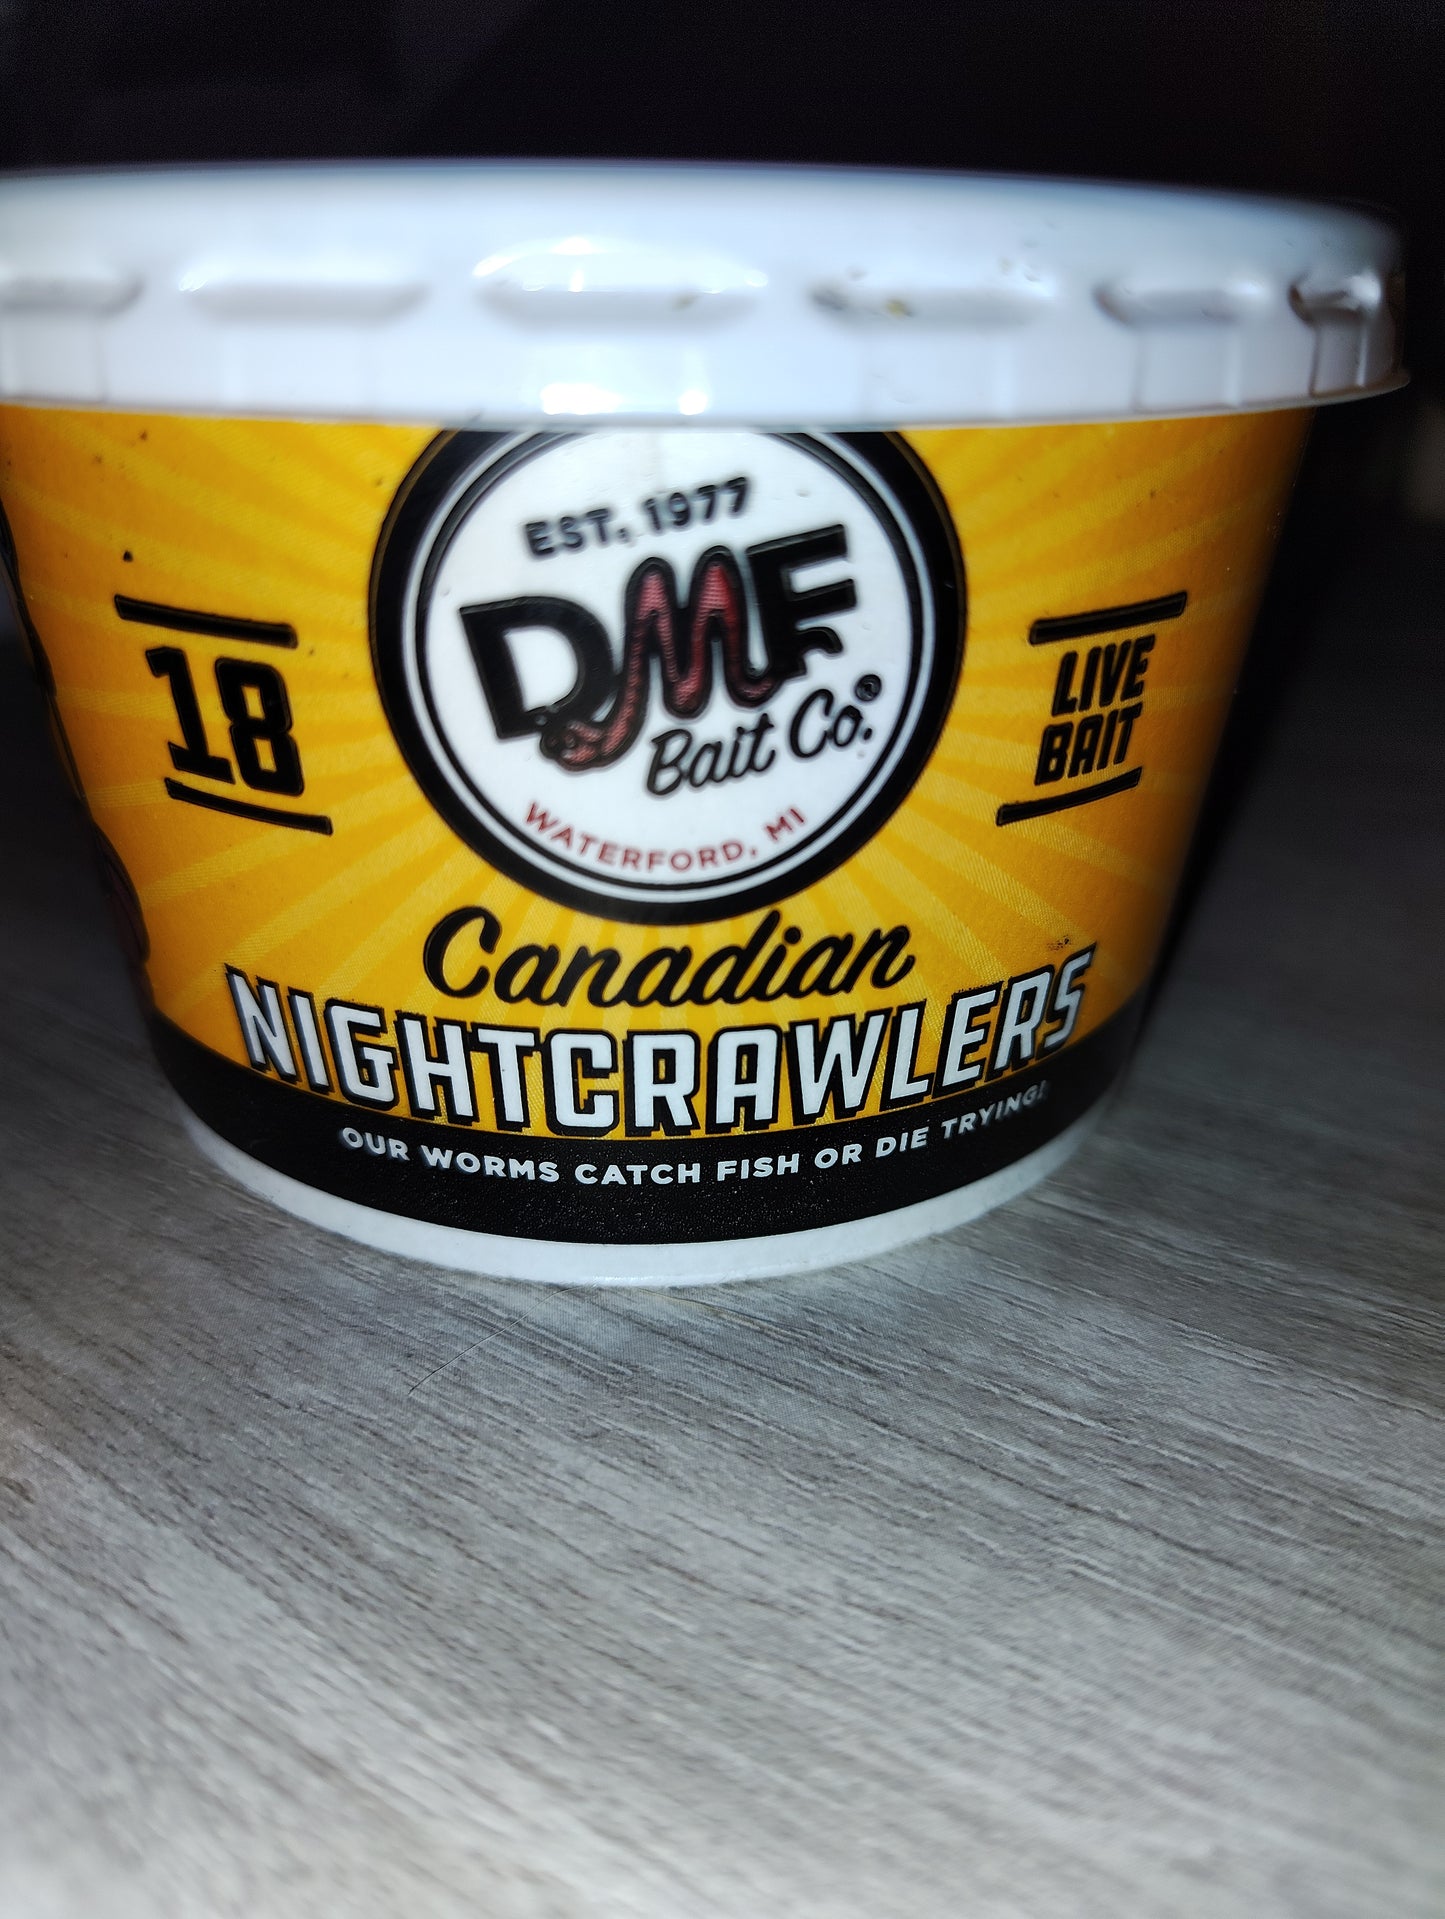 EST. 1977
DMF
Bait Co.®
WATERFORD, MI
18
LIVE
BAIT
Canadian
NIGHTCRAWLERS
OUR WORMS CATCH FISH OR DIE TRYING!